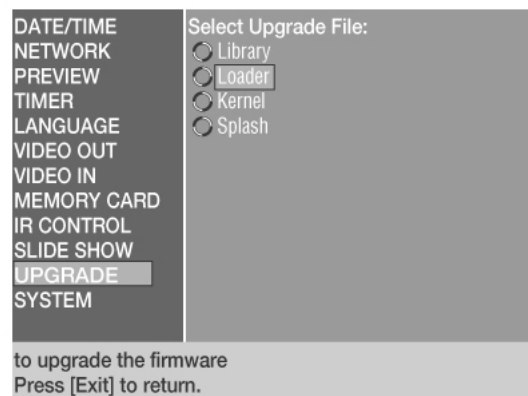 DATE/TIME
NETWORK
PREVIEW
TIMER
LANGUAGE
VIDEO OUT
VIDEO IN
MEMORY CARD
IR CONTROL
SLIDE SHOW
UPGRADE
SYSTEM
Select Upgrade File:
Library
Loader
Kernel
Splash
to upgrade the firmware
Press [Exit] to return.